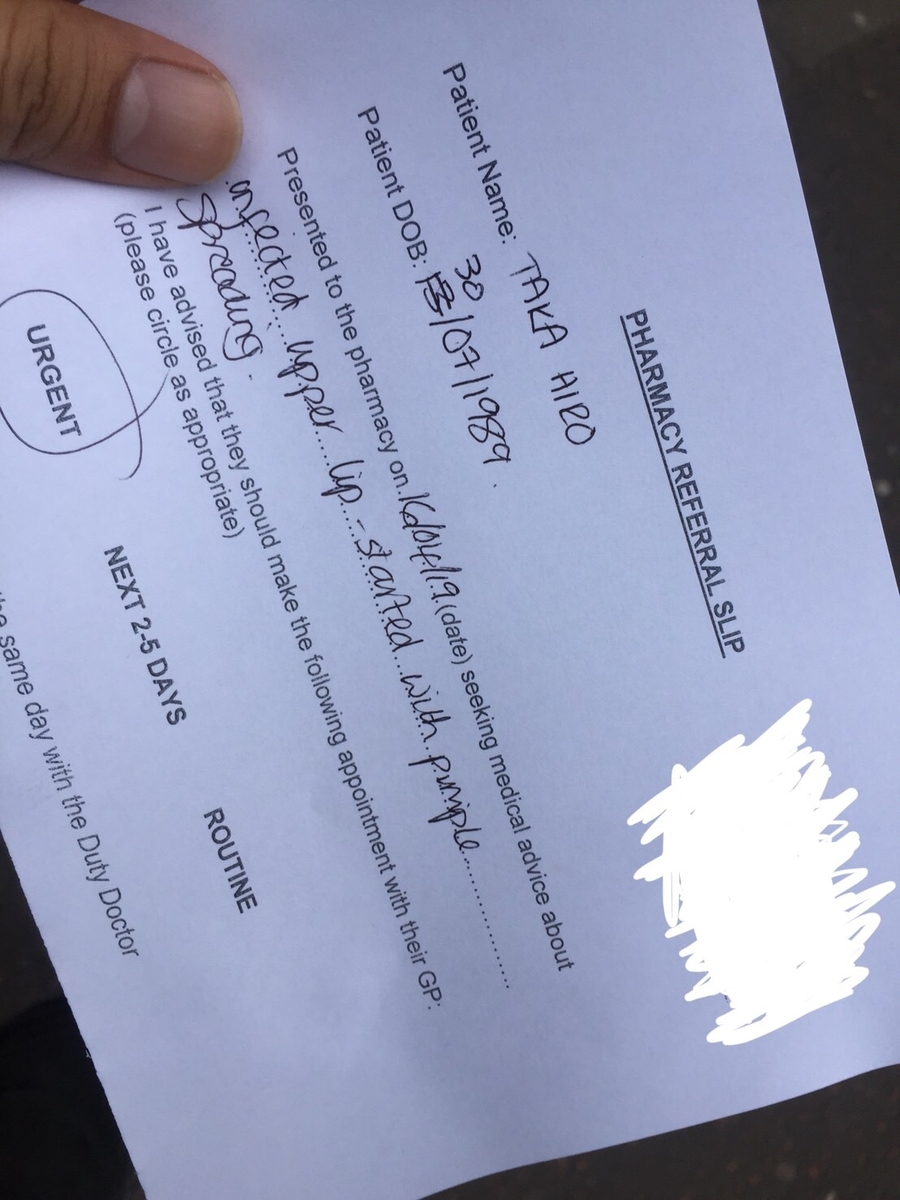 PHARMACY REFERRAL SLIP
Patient Name: TAKA HIRO
30
Patient DOB: 13/07/1989.
Presented to the pharmacy on 16/04/19 (date) seeking medical advice about
infected upper lip - started with pimple
spreading.
I have advised that they should make the following appointment with their GP:
(please circle as appropriate)
URGENT NEXT 2-5 DAYS ROUTINE
same day with the Duty Doctor